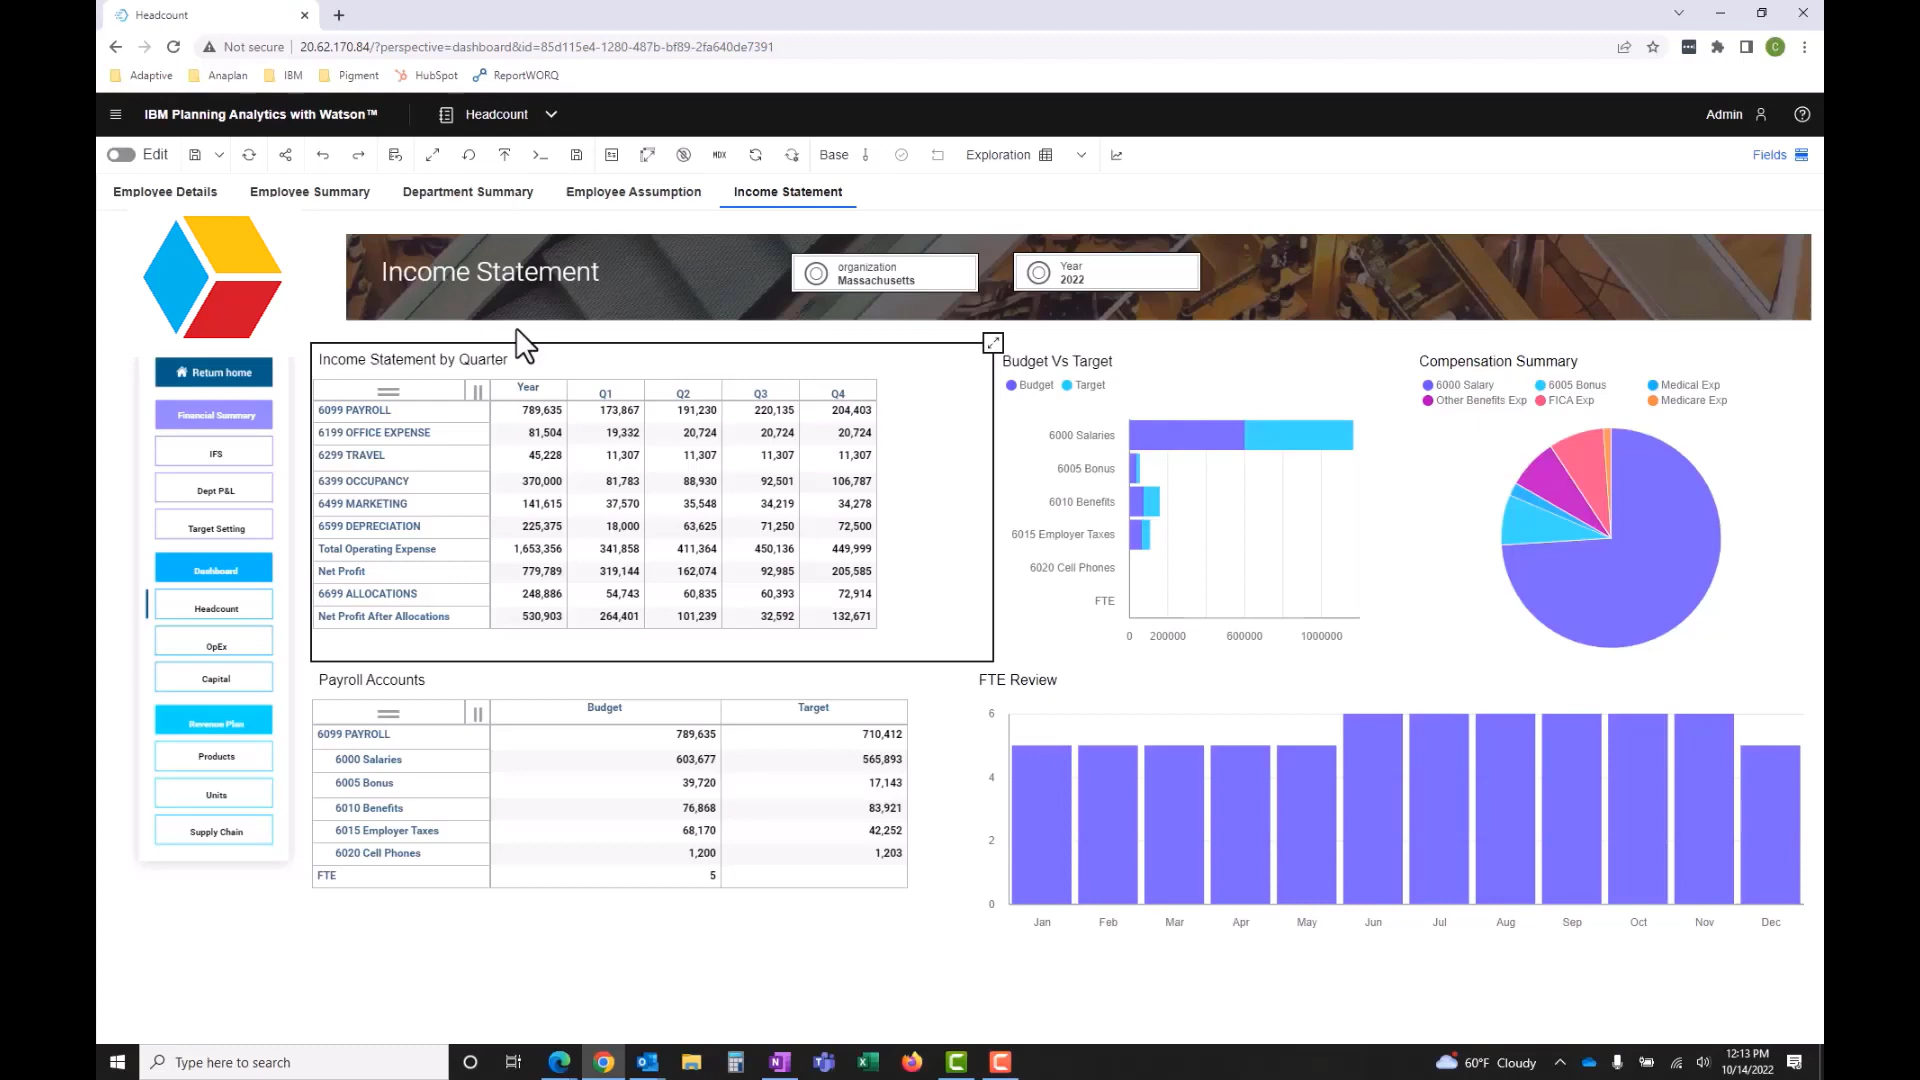 Headcount
Not secure
20.62.170.84/?perspective=dashboard&id=85d115e4-1280-487b-bf89-2fa640de7391
C
Adaptive Anaplan IBM Pigment HubSpot ReportWORQ
IBM Planning Analytics with Watson™ Headcount Admin
Edit MDX Base Exploration Fields
Employee Details Employee Summary Department Summary Employee Assumption Income Statement
Income Statement
organization
Massachusetts
Year
2022
Return home
Financial Summary
IFS
Dept P&L
Target Setting
Dashboard
Headcount
OpEx
Capital
Revenue Plan
Products
Units
Supply Chain
Income Statement by Quarter
Year Q1 Q2 Q3 Q4
6099 PAYROLL 789,635 173,867 191,230 220,135 204,403
6199 OFFICE EXPENSE 81,504 19,332 20,724 20,724 20,724
6299 TRAVEL 45,228 11,307 11,307 11,307 11,307
6399 OCCUPANCY 370,000 81,783 88,930 92,501 106,787
6499 MARKETING 141,615 37,570 35,548 34,219 34,278
6599 DEPRECIATION 225,375 18,000 63,625 71,250 72,500
Total Operating Expense 1,653,356 341,858 411,364 450,136 449,999
Net Profit 779,789 319,144 162,074 92,985 205,585
6699 ALLOCATIONS 248,886 54,743 60,835 60,393 72,914
Net Profit After Allocations 530,903 264,401 101,239 32,592 132,671
Budget Vs Target
Budget Target
6000 Salaries
6005 Bonus
6010 Benefits
6015 Employer Taxes
6020 Cell Phones
FTE
0 200000 600000 1000000
Compensation Summary
6000 Salary 6005 Bonus Medical Exp
Other Benefits Exp FICA Exp Medicare Exp
Payroll Accounts
Budget Target
6099 PAYROLL 789,635 710,412
6000 Salaries 603,677 565,893
6005 Bonus 39,720 17,143
6010 Benefits 76,868 83,921
6015 Employer Taxes 68,170 42,252
6020 Cell Phones 1,200 1,203
FTE 5
FTE Review
6
4
2
0
Jan Feb Mar Apr May Jun Jul Aug Sep Oct Nov Dec
Type here to search
60°F Cloudy
12:13 PM
10/14/2022